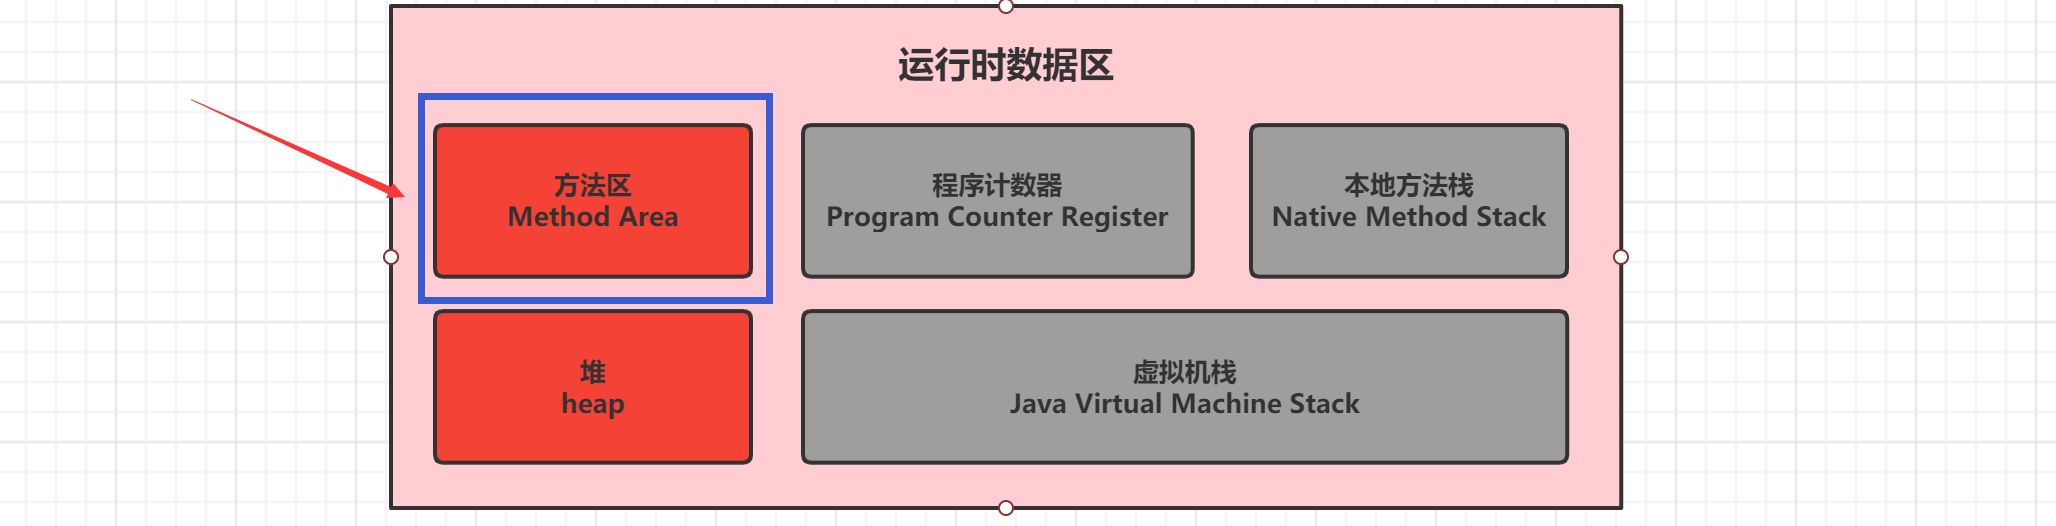 运行时数据区
方法区
Method Area
程序计数器
Program Counter Register
本地方法栈
Native Method Stack
堆
heap
虚拟机栈
Java Virtual Machine Stack